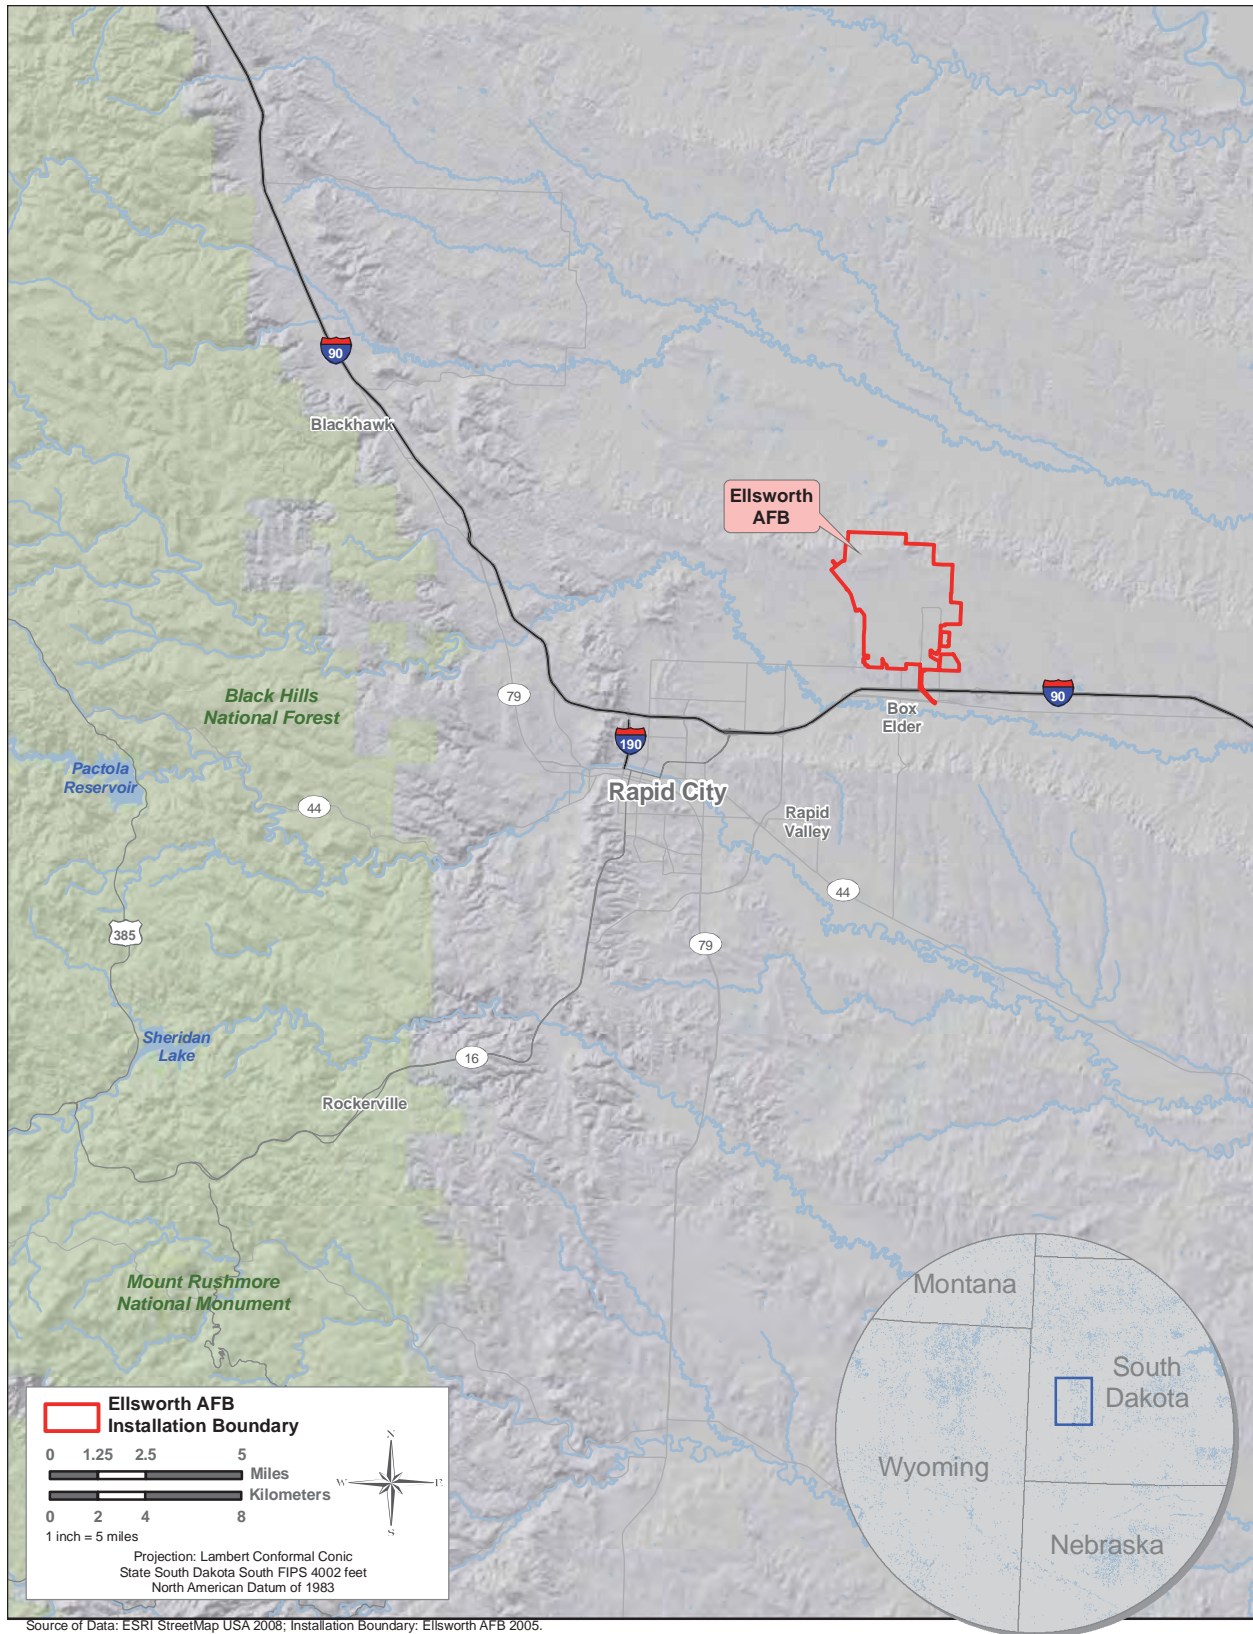 90
Blackhawk
Ellsworth
AFB
Black Hills
National Forest
79
90
Box
Elder
190
Pactola
Reservoir
Rapid City
44
Rapid
Valley
44
385
79
Sheridan
Lake
16
Rockerville
Mount Rushmore
National Monument
Montana
South
Dakota
Wyoming
Nebraska
Ellsworth AFB
Installation Boundary
0 1.25 2.5 5
Miles
Kilometers
0 2 4 8
1 inch = 5 miles
N
W E
S
Projection: Lambert Conformal Conic
State South Dakota South FIPS 4002 feet
North American Datum of 1983
Source of Data: ESRI StreetMap USA 2008; Installation Boundary: Ellsworth AFB 2005.